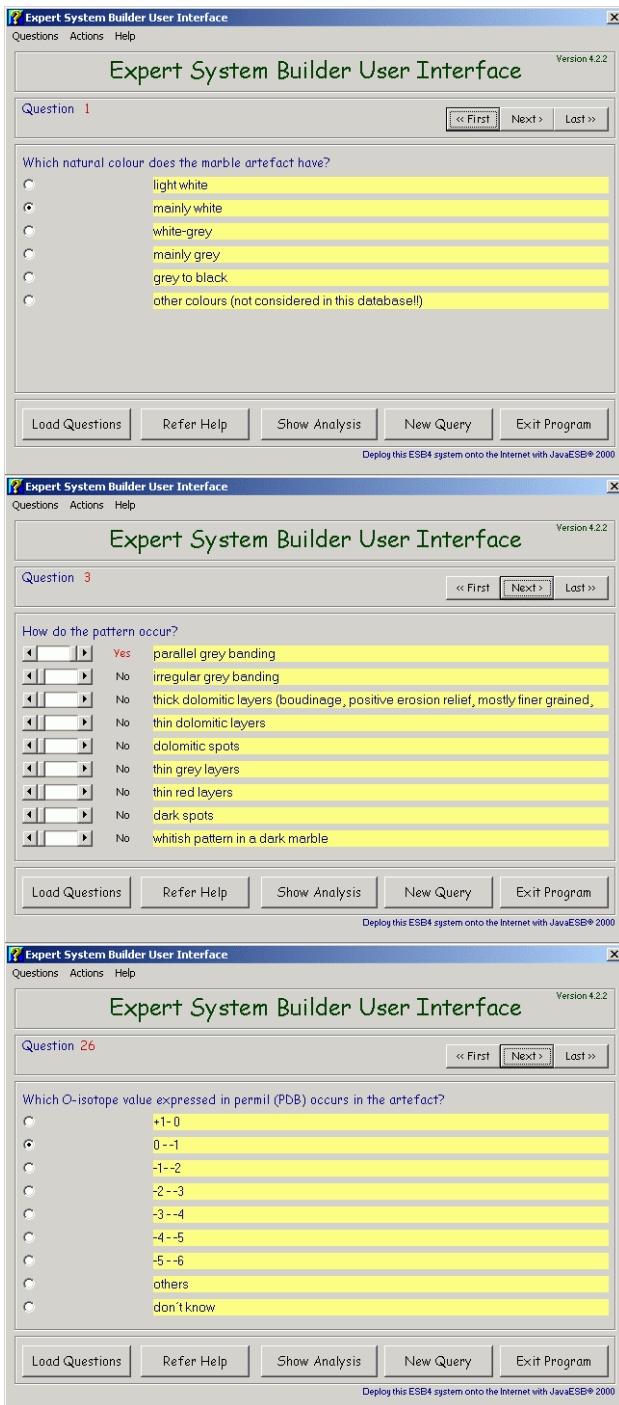 Expert System Builder User Interface
Questions Actions Help
Expert System Builder User Interface
Version 4.2.2
Question 1
<< First Next > Last >>
Which natural colour does the marble artefact have?
light white
mainly white
white-grey
mainly grey
grey to black
other colours (not considered in this database!!)
Load Questions Refer Help Show Analysis New Query Exit Program
Deploy this ESB4 system onto the Internet with JavaESB® 2000
Expert System Builder User Interface
Questions Actions Help
Expert System Builder User Interface
Version 4.2.2
Question 3
<< First Next > Last >>
How do the pattern occur?
Yes parallel grey banding
No irregular grey banding
No thick dolomitic layers (boudinage, positive erosion relief, mostly finer grained,
No thin dolomitic layers
No dolomitic spots
No thin grey layers
No thin red layers
No dark spots
No whitish pattern in a dark marble
Load Questions Refer Help Show Analysis New Query Exit Program
Deploy this ESB4 system onto the Internet with JavaESB® 2000
Expert System Builder User Interface
Questions Actions Help
Expert System Builder User Interface
Version 4.2.2
Question 26
<< First Next > Last >>
Which O-isotope value expressed in permil (PDB) occurs in the artefact?
+1- 0
0 - -1
-1- -2
-2 - -3
-3 - -4
-4 - -5
-5 - -6
others
don´t know
Load Questions Refer Help Show Analysis New Query Exit Program
Deploy this ESB4 system onto the Internet with JavaESB® 2000